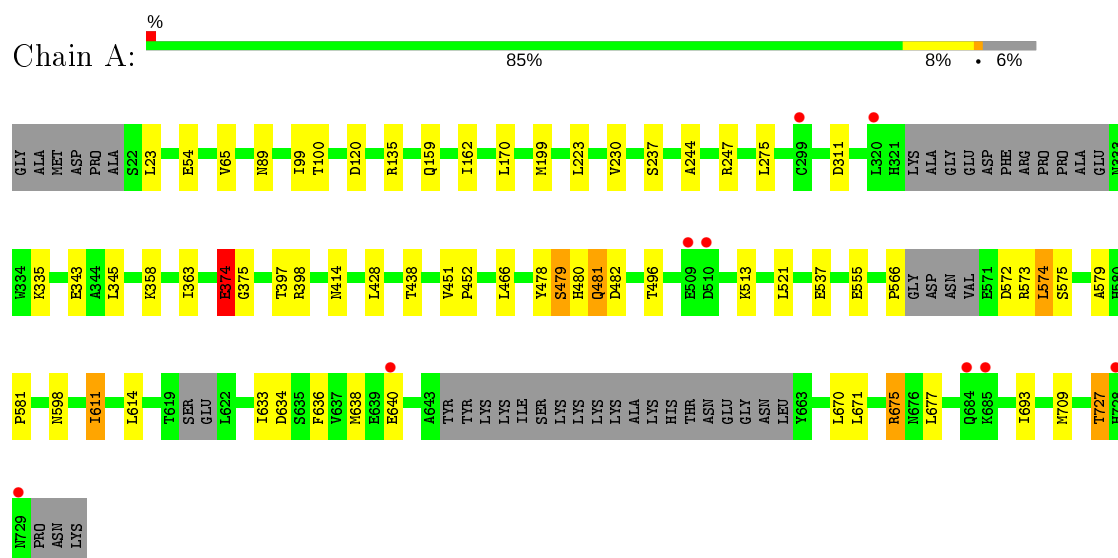 %
Chain A:
85% 8% • 6%
GLY ALA MET ASP PRO ALA S22 L23 E54 V65 N89 I99 T100 D120 R135 Q159 I162 L170 M199 L223 V230 S237 A244 R247 L275 C299 D311 L320 H321 LYS ALA GLY GLU ASP PHE ARG PRO PRO ALA GLU N333
W334 K335 E343 A344 L345 K358 I363 E374 G375 T397 R398 N414 L428 T438 V451 P452 L466 Y478 S479 H480 Q481 D482 T496 E509 D510 K513 L521 E537 E555 P566 GLY ASP ASN VAL E571 D572 R573 L574 S575 A579 H580
P581 N598 I611 L614 T619 SER GLU L622 I633 D634 S635 F636 V637 M638 E639 E640 A643 TYR TYR LYS LYS ILE SER LYS LYS LYS LYS ALA LYS HIS THR ASN GLU GLY ASN LEU Y663 L670 L671 R675 N676 L677 Q684 K685 I693 M709 T727 H728
N729 PRO ASN LYS